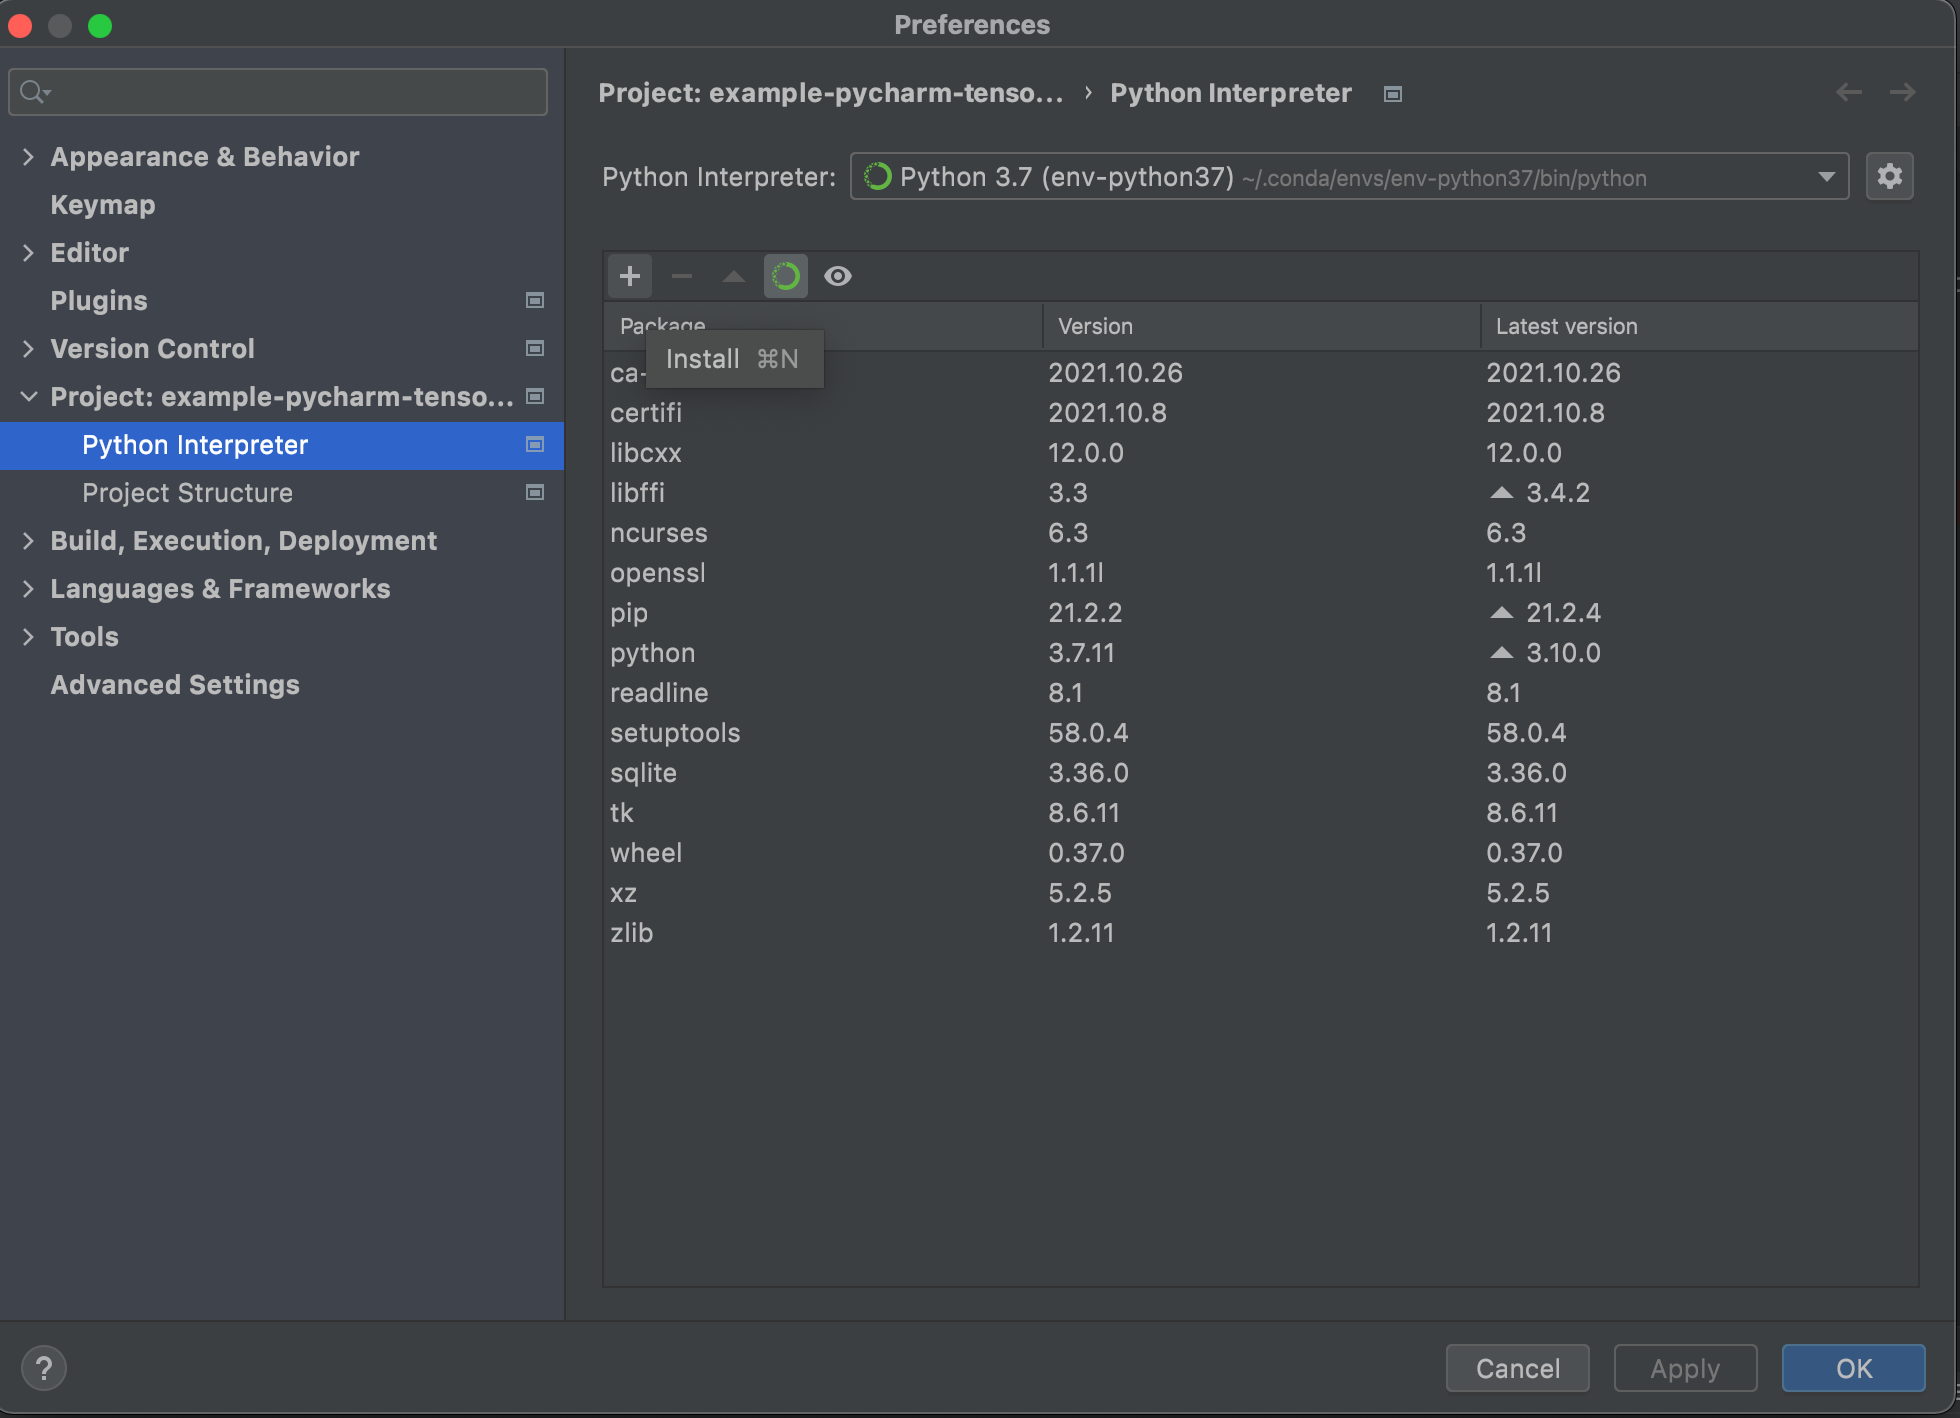 Preferences
Appearance & Behavior
Keymap
Editor
Plugins
Version Control
Project: example-pycharm-tenso...
Python Interpreter
Project Structure
Build, Execution, Deployment
Languages & Frameworks
Tools
Advanced Settings
Project: example-pycharm-tenso... › Python Interpreter
Python Interpreter: Python 3.7 (env-python37) ~/.conda/envs/env-python37/bin/python
Package Version Latest version
Install ⌘N
ca- 2021.10.26 2021.10.26
certifi 2021.10.8 2021.10.8
libcxx 12.0.0 12.0.0
libffi 3.3 3.4.2
ncurses 6.3 6.3
openssl 1.1.1l 1.1.1l
pip 21.2.2 21.2.4
python 3.7.11 3.10.0
readline 8.1 8.1
setuptools 58.0.4 58.0.4
sqlite 3.36.0 3.36.0
tk 8.6.11 8.6.11
wheel 0.37.0 0.37.0
xz 5.2.5 5.2.5
zlib 1.2.11 1.2.11
? Cancel Apply OK